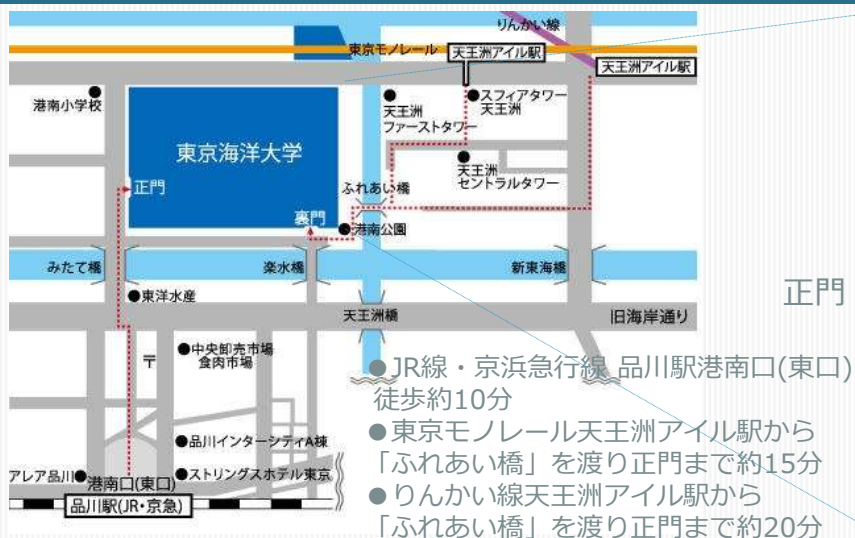 りんかい線
東京モノレール
天王洲アイル駅
天王洲アイル駅
港南小学校
スフィアタワー
天王洲
天王洲
ファーストタワー
東京海洋大学
天王洲
セントラルタワー
正門
ふれあい橋
裏門
港南公園
みたて橋
楽水橋
新東海橋
東洋水産
天王洲橋
旧海岸通り
正門
〒
中央卸売市場
食肉市場
●JR線・京浜急行線 品川駅港南口(東口)
徒歩約10分
●東京モノレール天王洲アイル駅から
「ふれあい橋」を渡り正門まで約15分
●りんかい線天王洲アイル駅から
「ふれあい橋」を渡り正門まで約20分
品川インターシティA棟
アレア品川
港南口(東口)
ストリングスホテル東京
品川駅(JR・京急)